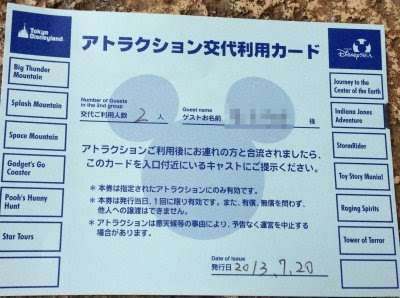 Tokyo Disneyland
アトラクション交代利用カード
Tokyo DisneySEA
Big Thunder Mountain
Splash Mountain
Space Mountain
Gadget's Go Coaster
Pooh's Hunny Hunt
Star Tours
Number of Guests in the 2nd group
交代ご利用人数 2 人
Guest name
ゲストお名前 様
アトラクションご利用後にお連れの方と合流されましたら、
このカードを入口付近にいるキャストにご提示ください。
* 本券は指定されたアトラクションにのみ有効です。
* 本券は発行当日、1回に限り有効です。また、有償、無償を問わず、
他人への譲渡はできません。
* アトラクションは悪天候等の事由により、予告なく運営を中止する
場合があります。
Date of Issue
発行日 2013.7.20
Journey to the Center of the Earth
Indiana Jones Adventure
StormRider
Toy Story Mania!
Raging Spirits
Tower of Terror